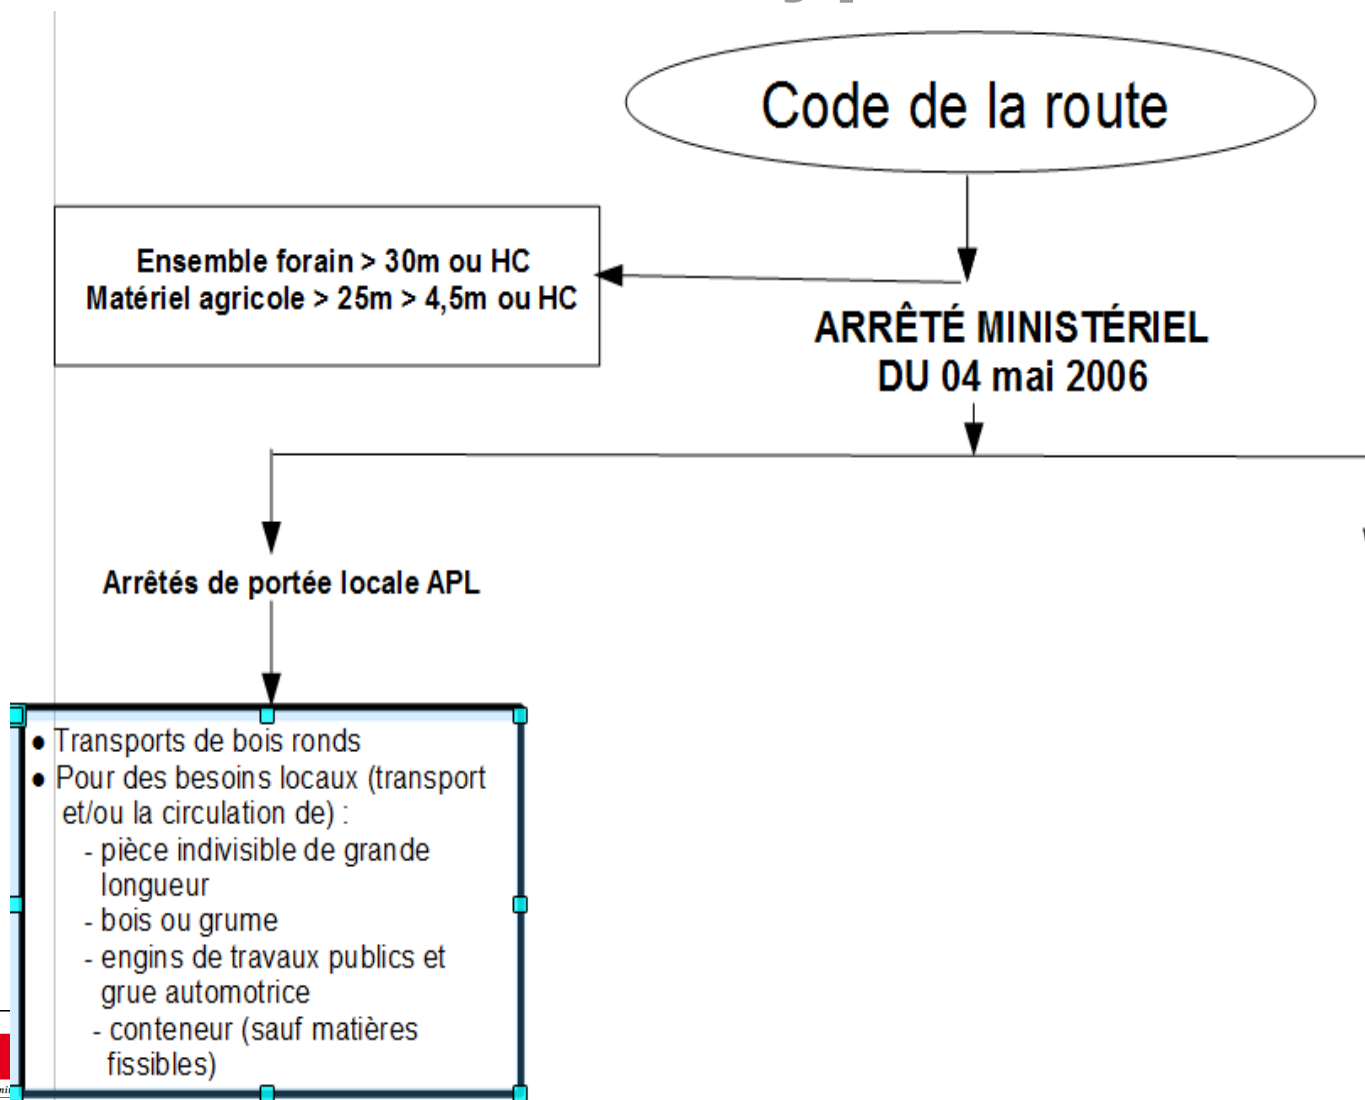 Code de la route
Ensemble forain > 30m ou HC
Matériel agricole > 25m > 4,5m ou HC
ARRÊTÉ MINISTÉRIEL
DU 04 mai 2006
Arrêtés de portée locale APL
● Transports de bois ronds
● Pour des besoins locaux (transport
et/ou la circulation de) :
- pièce indivisible de grande
longueur
- bois ou grume
- engins de travaux publics et
grue automotrice
- conteneur (sauf matières
fissibles)